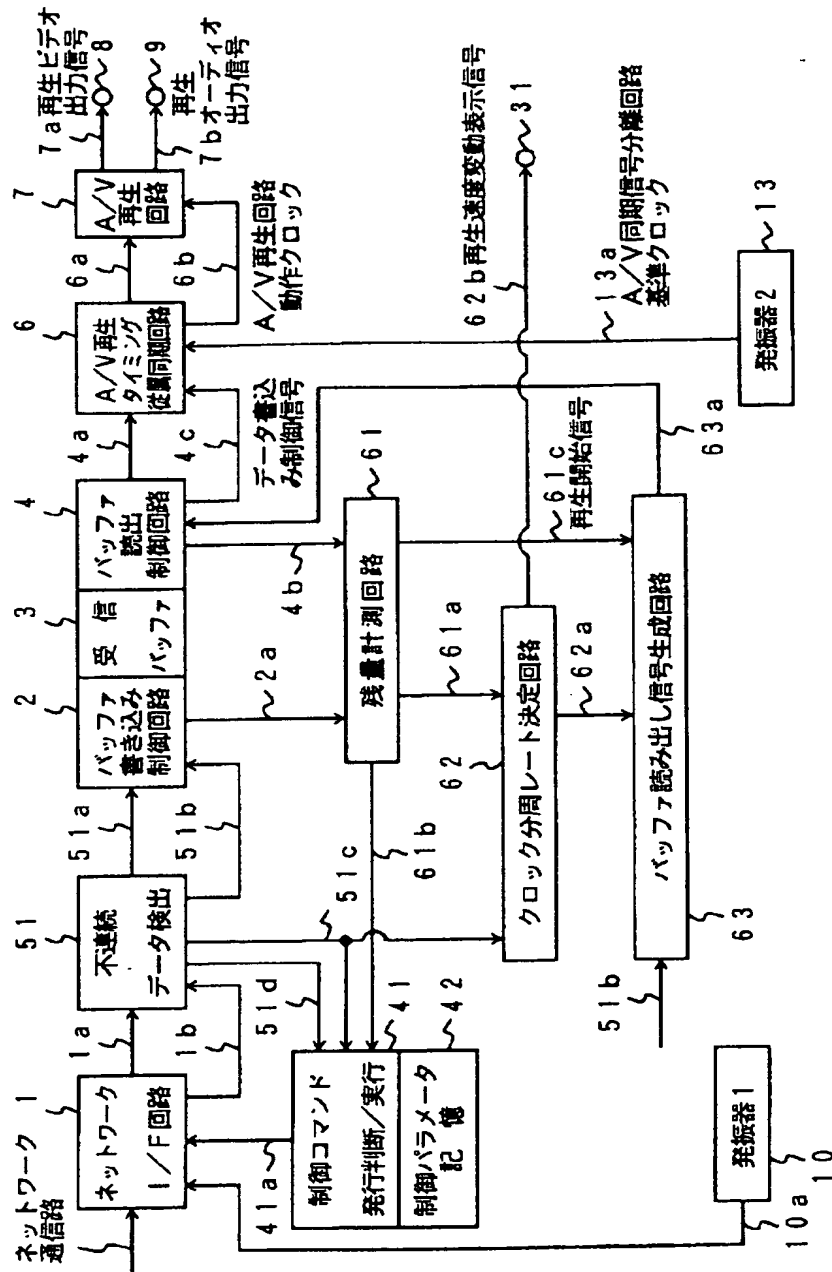 ネットワーク
通信路
1
ネットワーク
I/F回路
1a
1b
51
不連続
データ検出
51a
51b
2
バッファ
書き込み
制御回路
3
受信
バッファ
4
バッファ
読出
制御回路
4a
4c
データ書込
み制御信号
6
A/V再生
タイミング
従属同期回路
6a
6b
A/V再生回路
動作クロック
7
A/V
再生
回路
7a再生ビデオ
出力信号
8
9
再生
7bオーディオ
出力信号
41a
制御コマンド
発行判断/実行
41
制御パラメータ
記憶
42
51d
51c
61b
2a
4b
残量計測回路
61
61a
61c
再生開始信号
62
クロック分周レート決定回路
62a
62b再生速度変動表示信号
31
51b
バッファ読み出し信号生成回路
63
63a
13a
A/V同期信号分離回路
基準クロック
発振器2
13
発振器1
10
10a